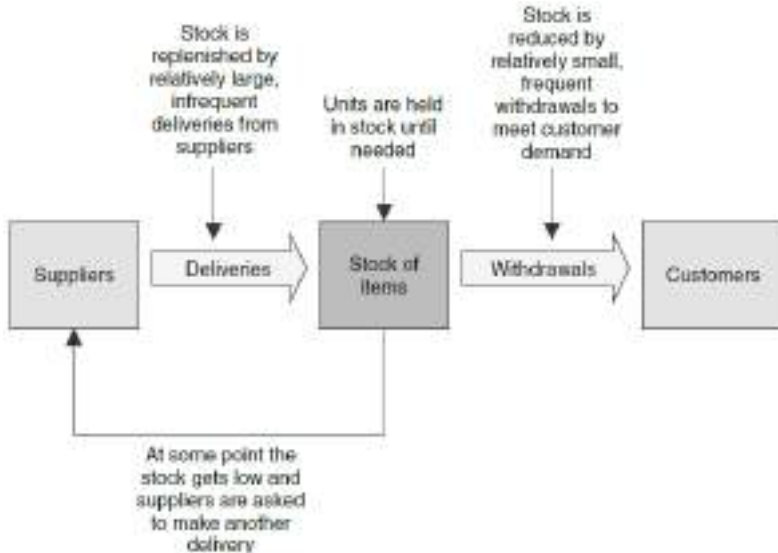 Stock is
replenished by
relatively large,
infrequent
deliveries from
suppliers
Units are held
in stock until
needed
Stock is
reduced by
relatively small,
frequent
withdrawals to
meet customer
demand
Suppliers
Deliveries
Stock of
items
Withdrawals
Customers
At some point the
stock gets low and
suppliers are asked
to make another
delivery